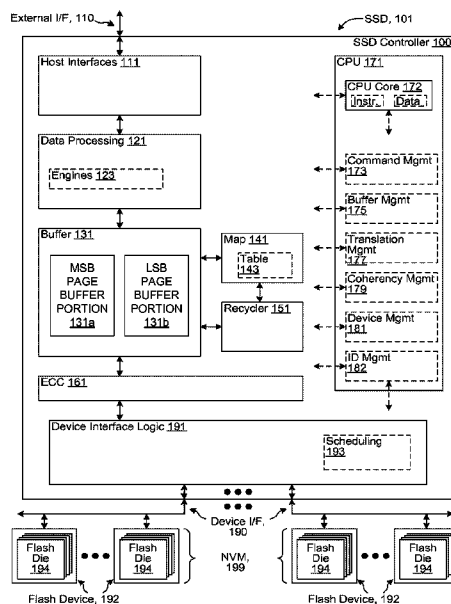 External I/F, 110
SSD, 101
SSD Controller 100
Host Interfaces 111
CPU 171
CPU Core 172
Instr. Data
Data Processing 121
Engines 123
Command Mgmt
173
Buffer Mgmt
175
Buffer 131
MSB
PAGE
BUFFER
PORTION
131a
LSB
PAGE
BUFFER
PORTION
131b
Map 141
Table
143
Translation
Mgmt
177
Coherency Mgmt
179
Recycler 151
Device Mgmt
181
ID Mgmt
182
ECC 161
Device Interface Logic 191
Scheduling
193
Device I/F,
190
Flash
Die
194
Flash
Die
194
NVM,
199
Flash
Die
194
Flash
Die
194
Flash Device, 192
Flash Device, 192